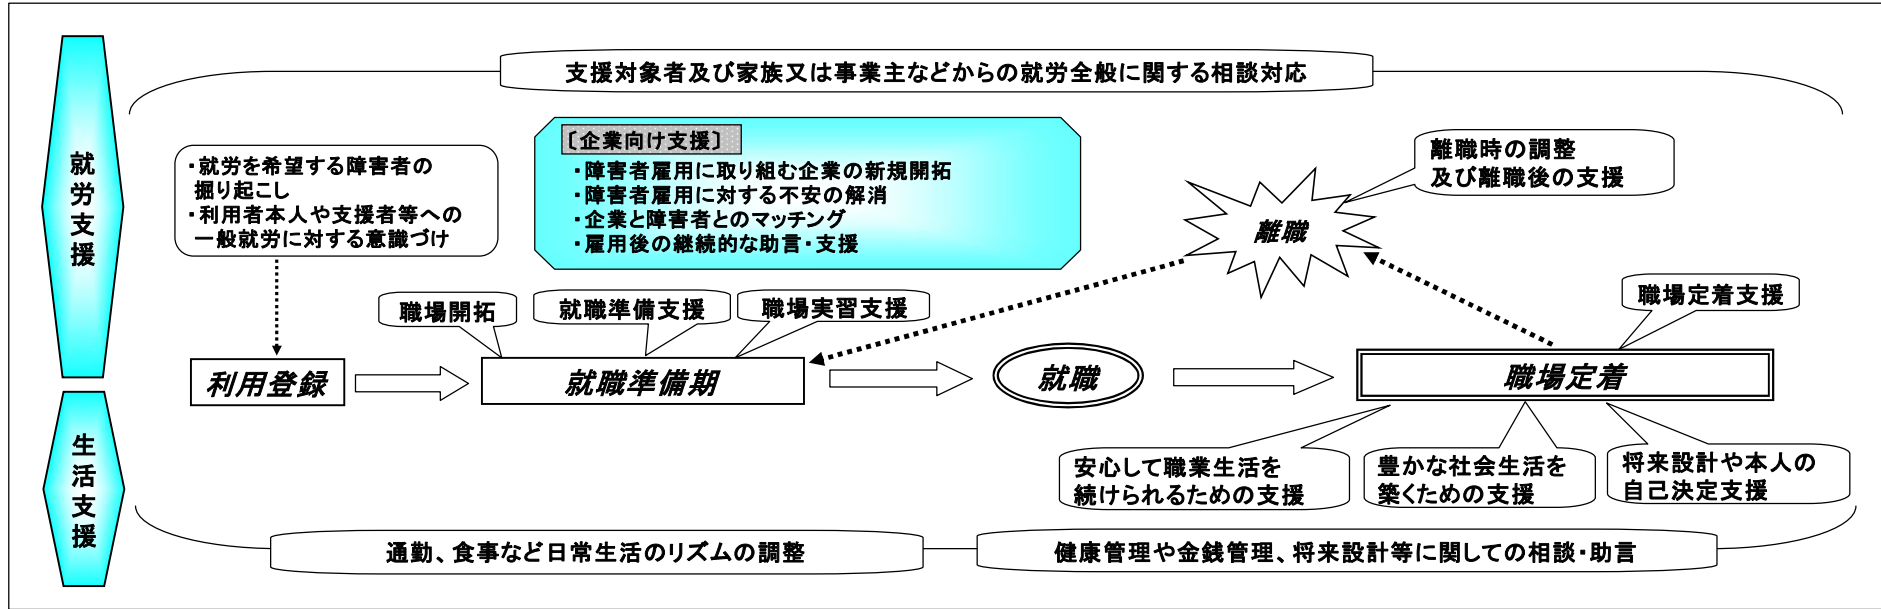 就労支援
支援対象者及び家族又は事業主などからの就労全般に関する相談対応
・就労を希望する障害者の
掘り起こし
・利用者本人や支援者等への
一般就労に対する意識づけ
〔企業向け支援〕
・障害者雇用に取り組む企業の新規開拓
・障害者雇用に対する不安の解消
・企業と障害者とのマッチング
・雇用後の継続的な助言・支援
離職時の調整
及び離職後の支援
離職
職場開拓
就職準備支援
職場実習支援
職場定着支援
利用登録
就職準備期
就職
職場定着
生活支援
安心して職業生活を
続けられるための支援
豊かな社会生活を
築くための支援
将来設計や本人の
自己決定支援
通勤、食事など日常生活のリズムの調整
健康管理や金銭管理、将来設計等に関しての相談・助言